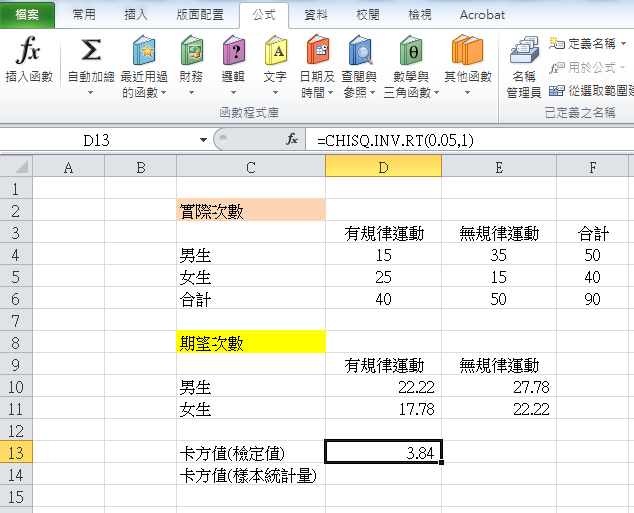 檔案 常用 插入 版面配置 公式 資料 校閱 檢視 Acrobat
fx Σ ? A θ
插入函數 自動加總 最近用過的函數 財務 邏輯 文字 日期及時間 查閱與參照 數學與三角函數 其他函數 名稱管理員 定義名稱
用於公式
從選取範圍
函數程式庫 已定義之名稱
D13 fx =CHISQ.INV.RT(0.05,1)
A B C D E F
1
2 實際次數
3 有規律運動 無規律運動 合計
4 男生 15 35 50
5 女生 25 15 40
6 合計 40 50 90
7
8 期望次數
9 有規律運動 無規律運動
10 男生 22.22 27.78
11 女生 17.78 22.22
12
13 卡方值(檢定值) 3.84
14 卡方值(樣本統計量)
15